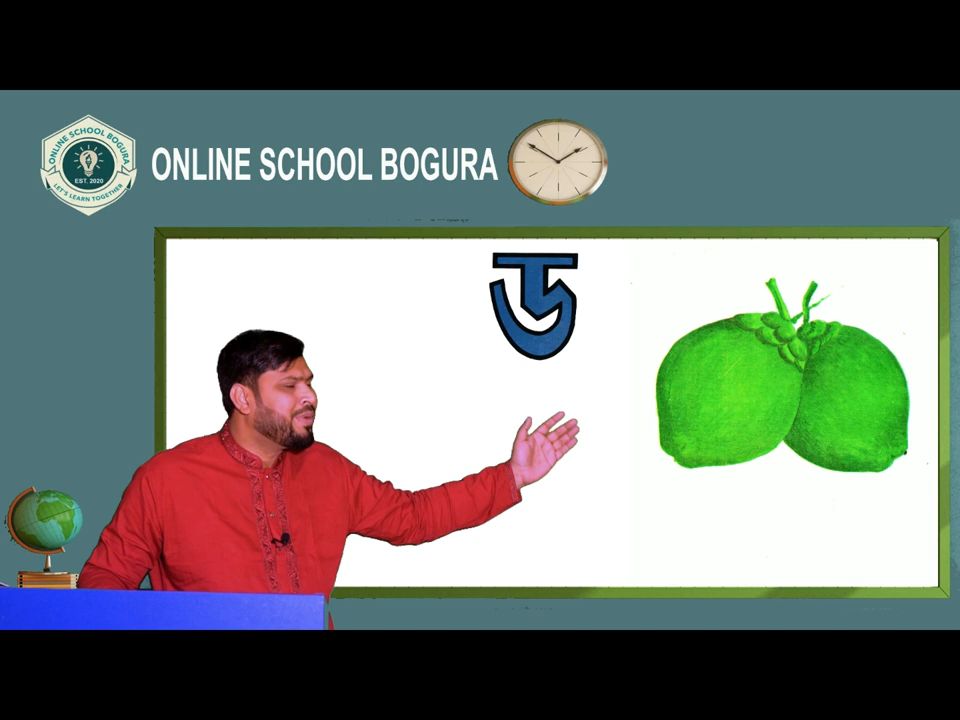 ONLINE SCHOOL BOGURA
EST. 2020
LET'S LEARN TOGETHER
ONLINE SCHOOL BOGURA
ড